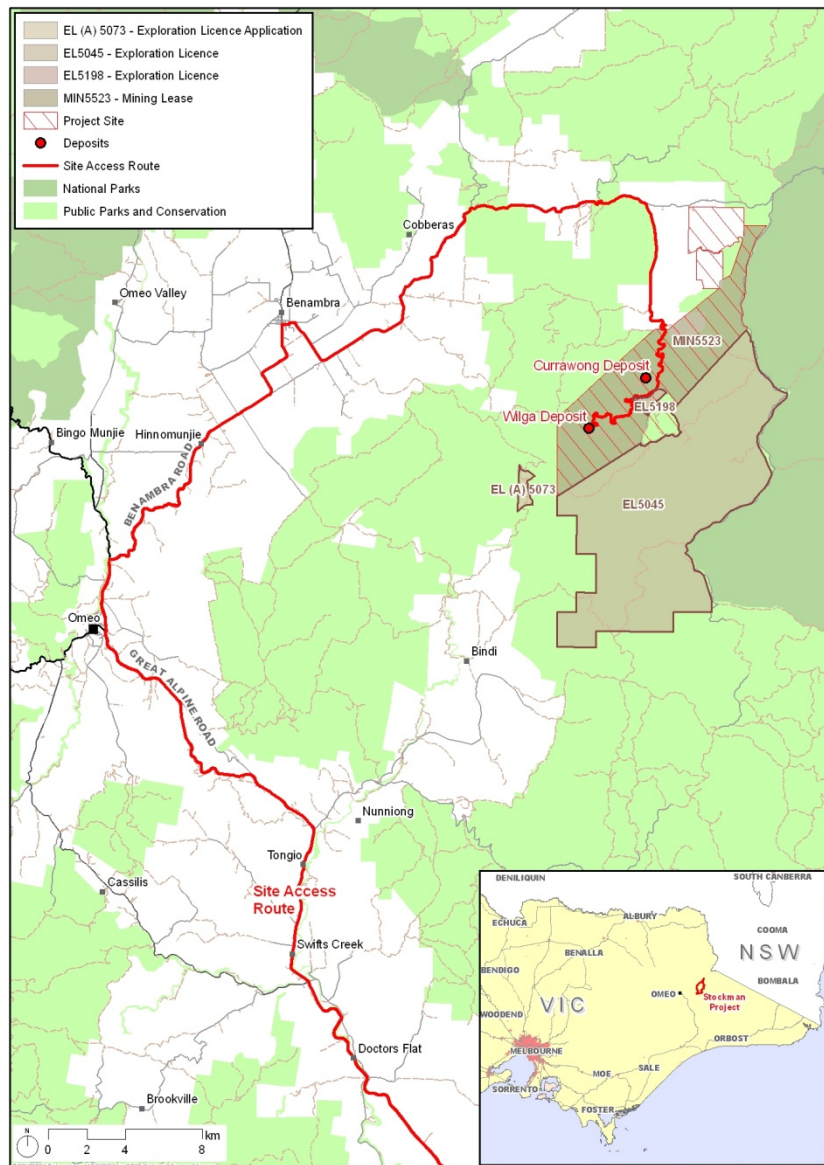 EL (A) 5073 - Exploration Licence Application
EL5045 - Exploration Licence
EL5198 - Exploration Licence
MIN5523 - Mining Lease
Project Site
Deposits
Site Access Route
National Parks
Public Parks and Conservation
Cobberas
Omeo Valley
Benambra
MIN5523
Currawong Deposit
EL5198
Wilga Deposit
Bingo Munjie
Hinnomunjie
BENAMBRA ROAD
EL (A) 5073
EL5045
Omeo
Bindi
GREAT ALPINE ROAD
Nunniong
Tongio
Cassilis
Site Access
Route
Swifts Creek
Doctors Flat
Brookville
N
0 2 4 8
km
DENILIQUIN
SOUTH CANBERRA
ECHUCA
ALBURY
COOMA
NSW
BENALLA
BENDIGO
BOMBALA
OMEO
Stockman
Project
VIC
WOODEND
ORBOST
MELBOURNE
SALE
MOE
SORRENTO
FOSTER